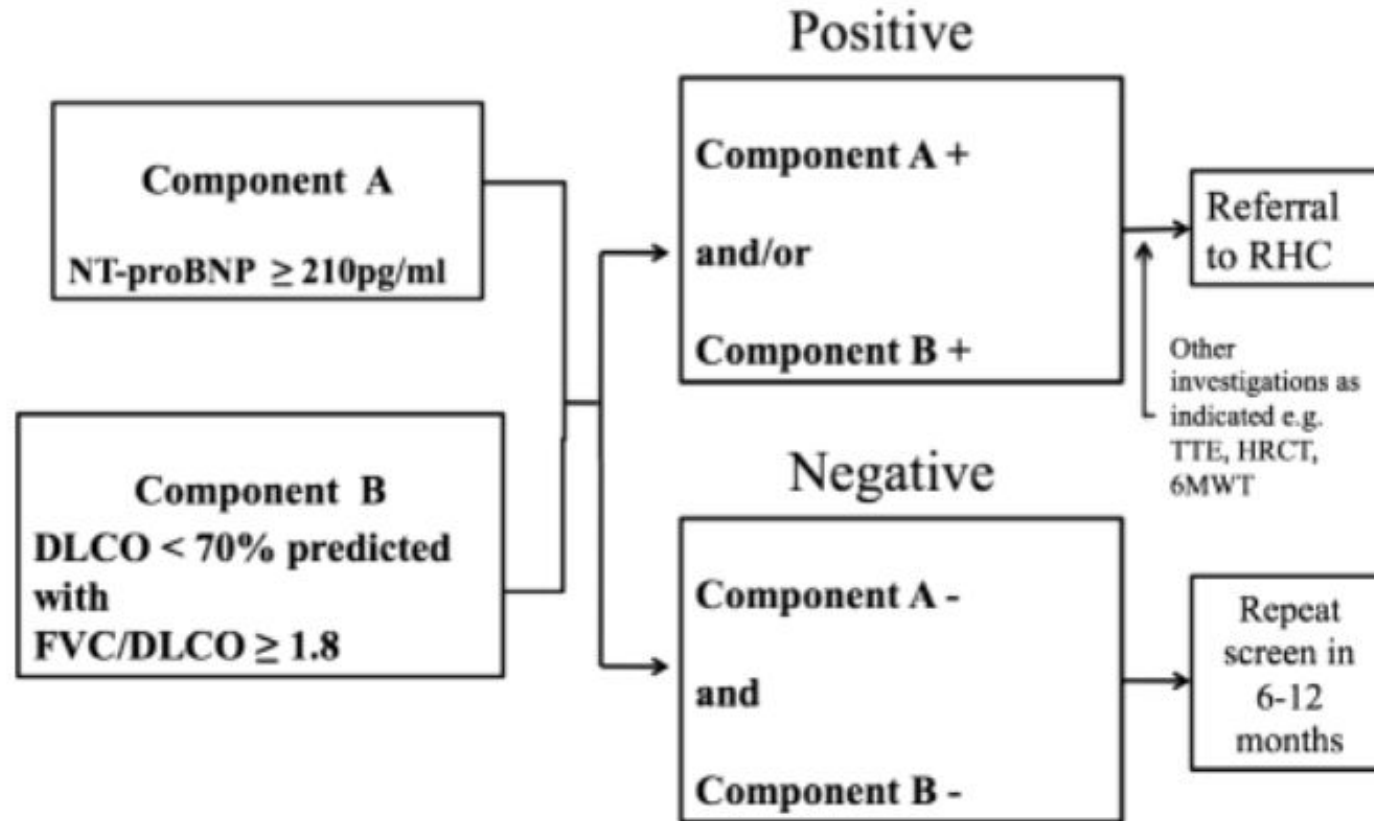 Component A
NT-proBNP ≥ 210pg/ml
Component B
DLCO < 70% predicted
with
FVC/DLCO ≥ 1.8
Positive
Component A +
and/or
Component B +
Referral
to RHC
Other
investigations as
indicated e.g.
TTE, HRCT,
6MWT
Negative
Component A -
and
Component B -
Repeat
screen in
6-12
months